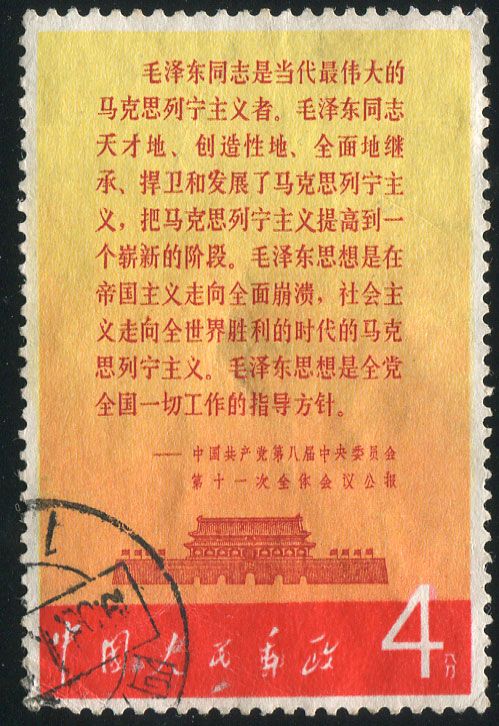 毛泽东同志是当代最伟大的
马克思列宁主义者。毛泽东同志
天才地、创造性地、全面地继
承、捍卫和发展了马克思列宁主
义，把马克思列宁主义提高到一
个崭新的阶段。毛泽东思想是在
帝国主义走向全面崩溃，社会主
义走向全世界胜利的时代的马克
思列宁主义。毛泽东思想是全党
全国一切工作的指导方针。
——中国共产党第八届中央委员会
第十一次全体会议公报
中国人民邮政 4分